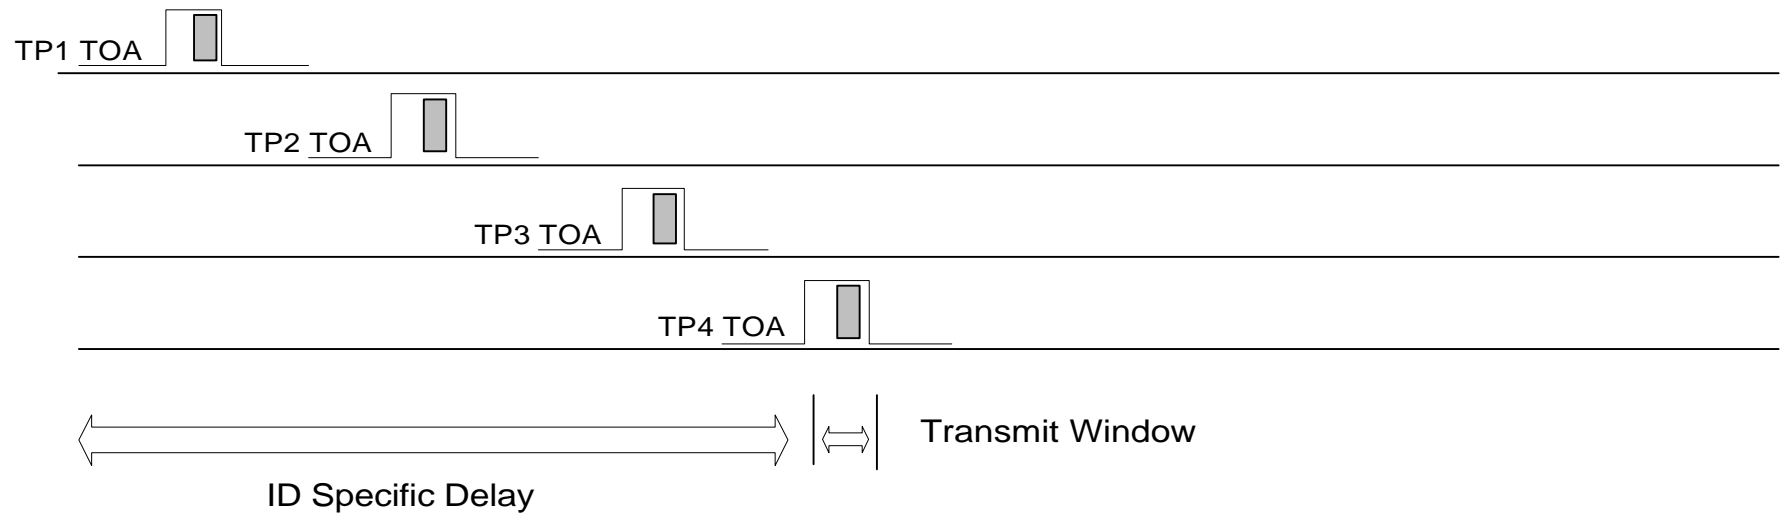 TP1 TOA
TP2 TOA
TP3 TOA
TP4 TOA
Transmit Window
ID Specific Delay